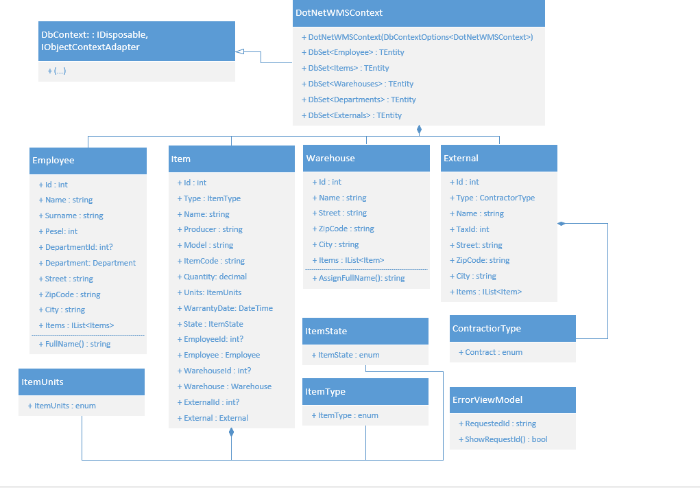 DotNetWMSContext
+ DotNetWMSContext(DbContextOptions<DotNetWMSContext>)
+ DbSet<Employee> : TEntity
+ DbSet<Items> : TEntity
+ DbSet<Warehouses> : TEntity
+ DbSet<Departments> : TEntity
+ DbSet<Externals> : TEntity
DbContext: : IDisposable,
IObjectContextAdapter
+ (...)
Employee
+ Id : int
+ Name : string
+ Surname : string
+ Pesel: int
+ DepartmentId: int?
+ Department: Department
+ Street : string
+ ZipCode : string
+ City : string
+ Items : IList<Items>
+ FullName() : string
Item
+ Id : int
+ Type : ItemType
+ Name: string
+ Producer : string
+ Model : string
+ ItemCode : string
+ Quantity: decimal
+ Units: ItemUnits
+ WarrantyDate: DateTime
+ State : ItemState
+ EmployeeId: int?
+ Employee : Employee
+ WarehouseId : int?
+ Warehouse : Warehouse
+ ExternalId : int?
+ External : External
Warehouse
+ Id : int
+ Name : string
+ Street : string
+ ZipCode : string
+ City : string
+ Items : IList<Item>
+ AssignFullName(): string
External
+ Id : int
+ Type : ContractorType
+ Name : string
+ TaxId: int
+ Street: string
+ ZipCode: string
+ City : string
+ Items : IList<Item>
ItemState
+ ItemState : enum
ContractiorType
+ Contract : enum
ItemUnits
+ ItemUnits : enum
ItemType
+ ItemType : enum
ErrorViewModel
+ RequestedId : string
+ ShowRequestId() : bool